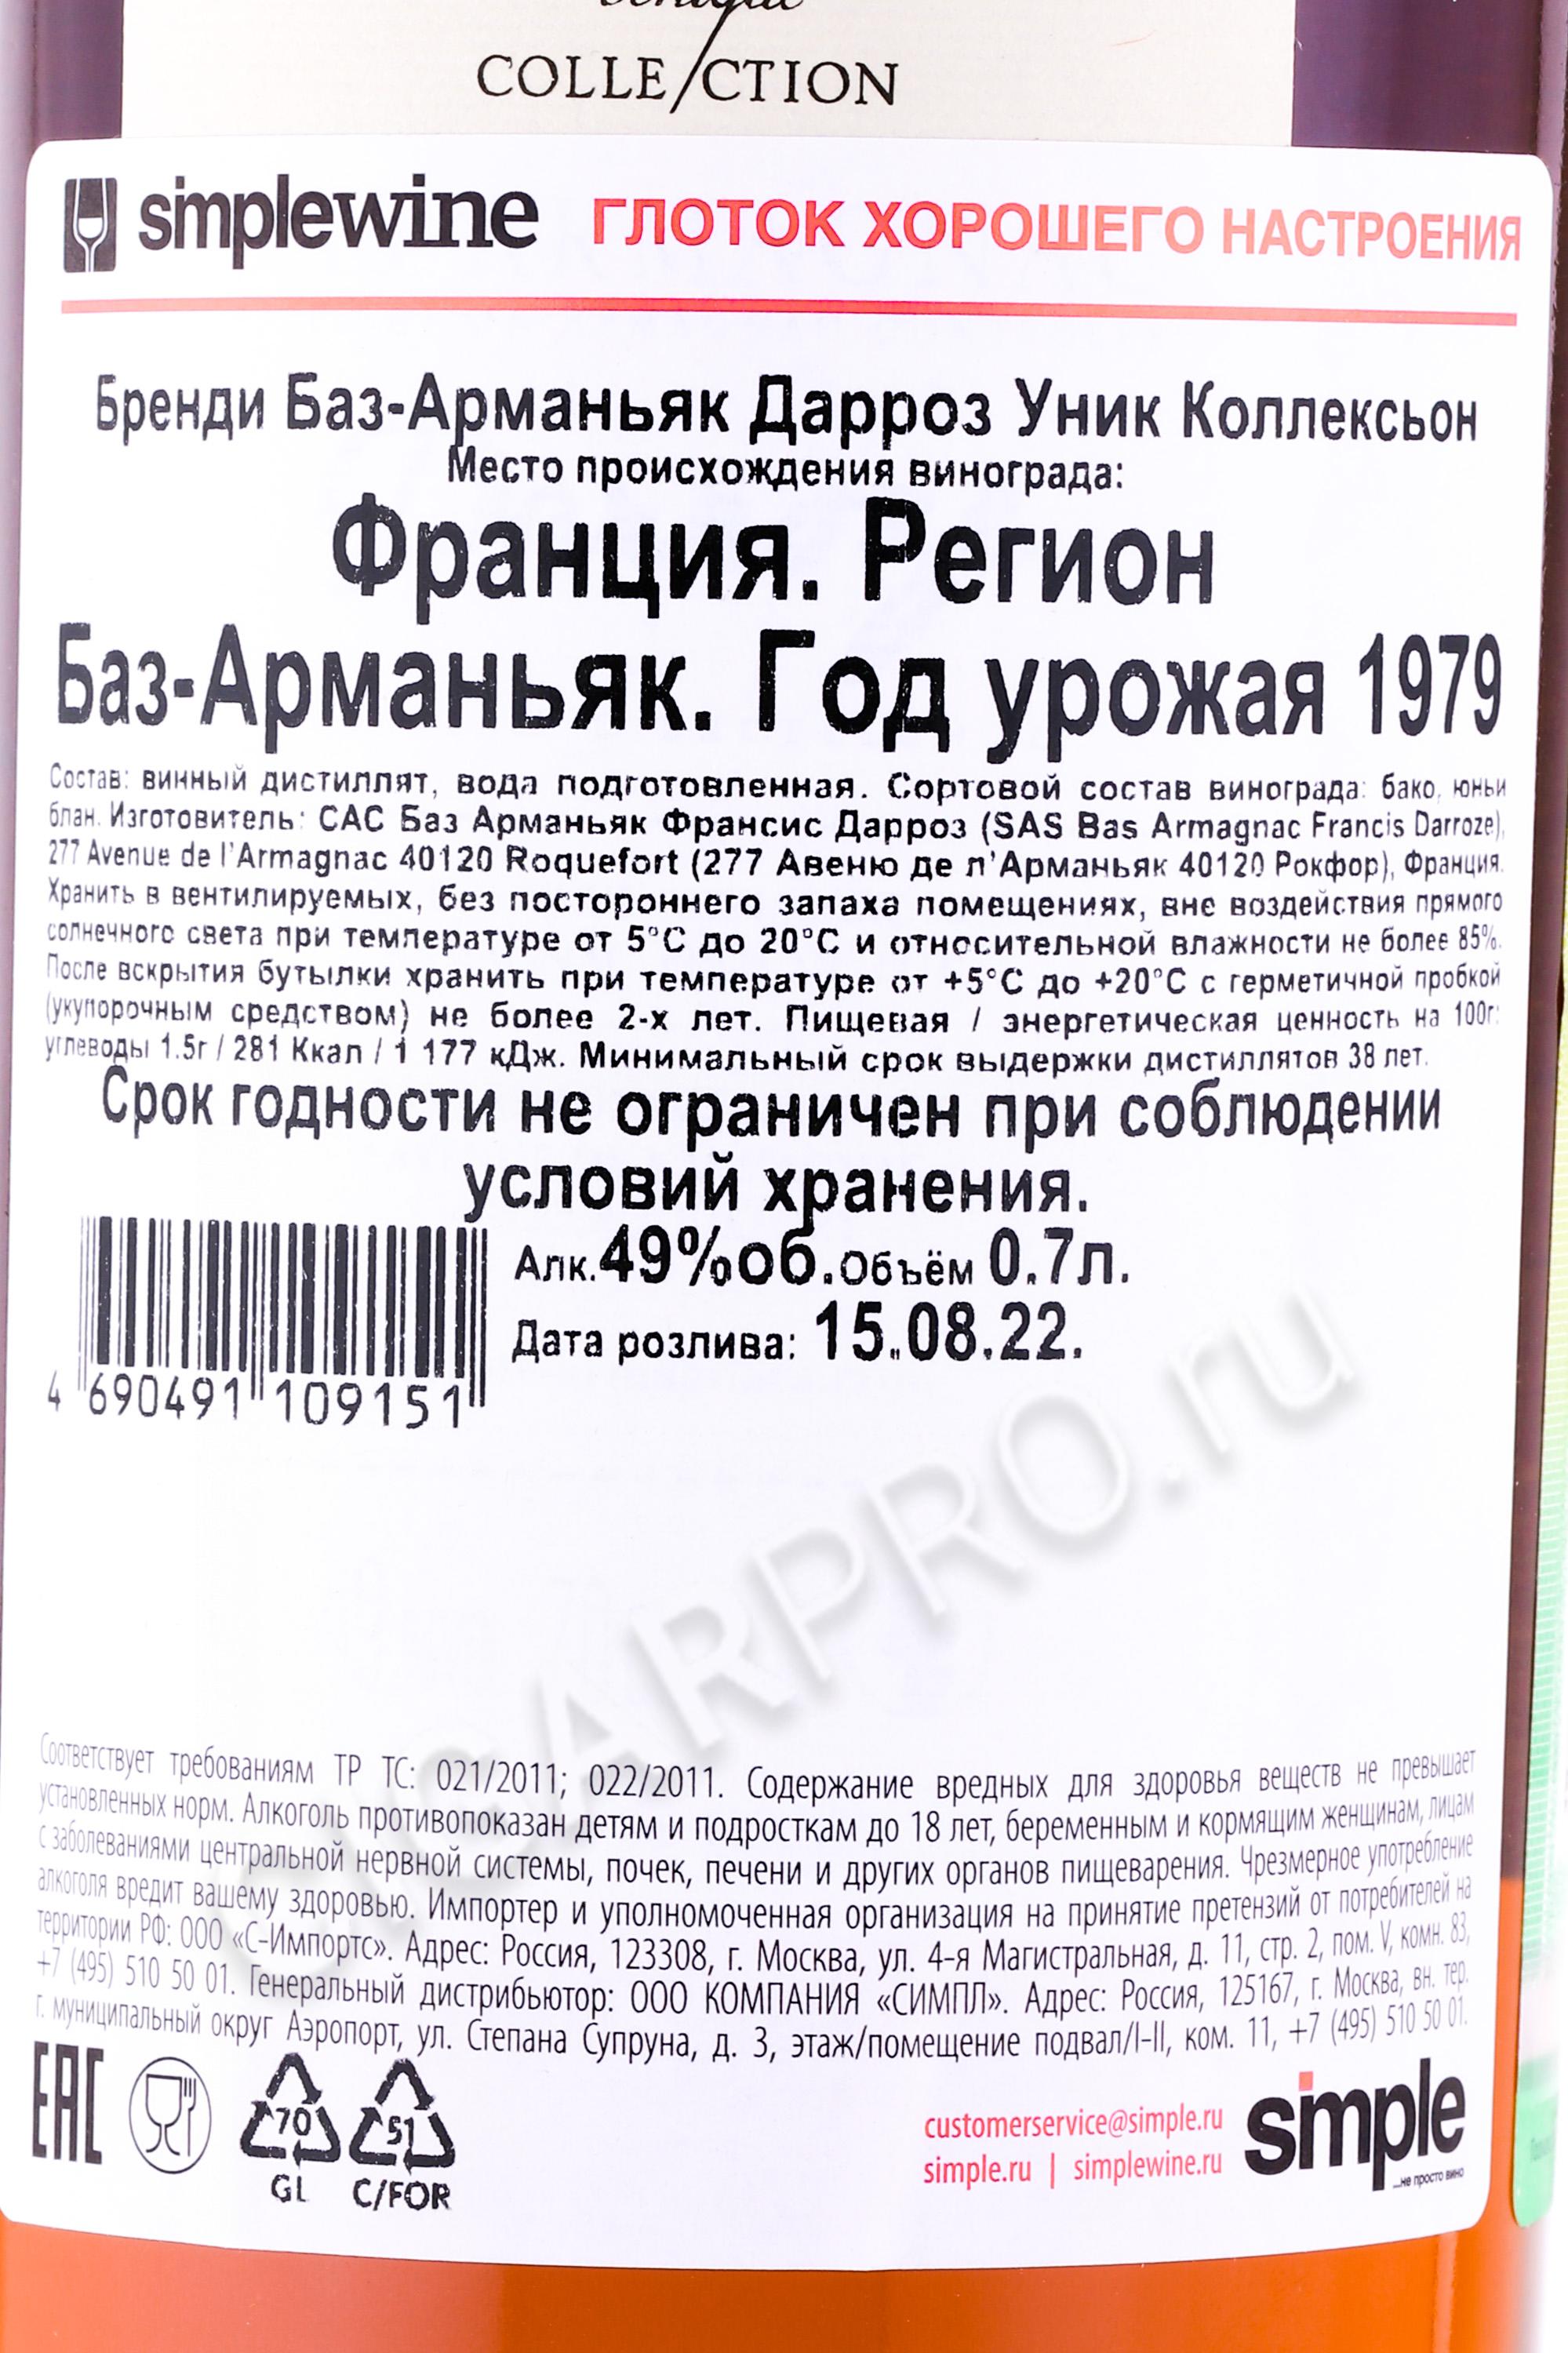 COLLECTION
simplewine ГЛОТОК ХОРОШЕГО НАСТРОЕНИЯ
Бренди Баз-Арманьяк Дарроз Уник Коллексьон
Место происхождения винограда:
Франция. Регион
Баз-Арманьяк. Год урожая 1979
Состав: винный дистиллят, вода подготовленная. Сортовой состав винограда: бако, юньи
блан. Изготовитель: САС Баз Арманьяк Франсис Дарроз (SAS Bas Armagnac Francis Darroze),
277 Avenue de l'Armagnac 40120 Roquefort (277 Авеню де л'Арманьяк 40120 Рокфор), Франция.
Хранить в вентилируемых, без постороннего запаха помещениях, вне воздействия прямого
солнечного света при температуре от 5°C до 20°C и относительной влажности не более 85%.
После вскрытия бутылки хранить при температуре от +5°C до +20°C с герметичной пробкой
(укупорочным средством) не более 2-х лет. Пищевая / энергетическая ценность на 100г:
углеводы 1.5г / 281 Ккал / 1 177 кДж. Минимальный срок выдержки дистиллятов 38 лет.
Срок годности не ограничен при соблюдении
условий хранения.
Алк.49%об.Объём 0.7л.
Дата розлива: 15.08.22.
4 690491 109151
CIGARPRO.ru
Соответствует требованиям ТР ТС: 021/2011; 022/2011. Содержание вредных для здоровья веществ не превышает
установленных норм. Алкоголь противопоказан детям и подросткам до 18 лет, беременным и кормящим женщинам, лицам
с заболеваниями центральной нервной системы, почек, печени и других органов пищеварения. Чрезмерное употребление
алкоголя вредит вашему здоровью. Импортер и уполномоченная организация на принятие претензий от потребителей на
территории РФ: ООО «С-Импортс». Адрес: Россия, 123308, г. Москва, ул. 4-я Магистральная, д. 11, стр. 2, пом. V, комн. 83,
+7 (495) 510 50 01. Генеральный дистрибьютор: ООО КОМПАНИЯ «СИМПЛ». Адрес: Россия, 125167, г. Москва, вн. тер.
г. муниципальный округ Аэропорт, ул. Степана Супруна, д. 3, этаж/помещение подвал/I-II, ком. 11, +7 (495) 510 50 01.
EAC
70 51
GL C/FOR
customerservice@simple.ru
simple.ru | simplewine.ru
simple
...не просто вино